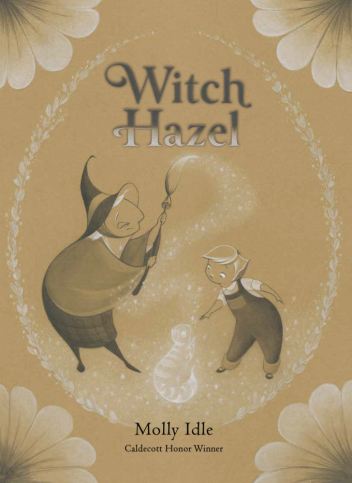 Witch
Hazel
Molly Idle
Caldecott Honor Winner